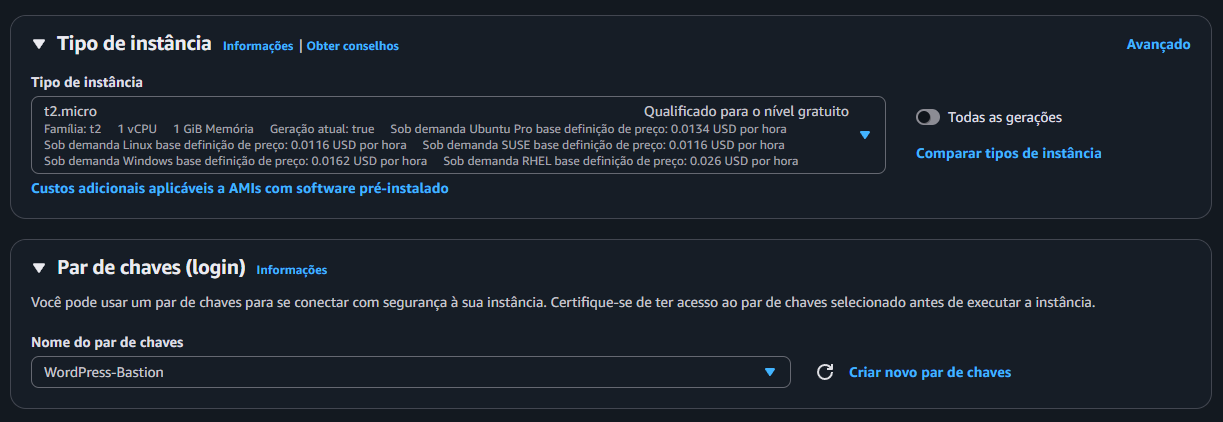 Tipo de instância Informações | Obter conselhos Avançado
Tipo de instância
t2.micro Qualificado para o nível gratuito
Família: t2 1 vCPU 1 GiB Memória Geração atual: true Sob demanda Ubuntu Pro base definição de preço: 0.0134 USD por hora
Sob demanda Linux base definição de preço: 0.0116 USD por hora Sob demanda SUSE base definição de preço: 0.0116 USD por hora
Sob demanda Windows base definição de preço: 0.0162 USD por hora Sob demanda RHEL base definição de preço: 0.026 USD por hora
Todas as gerações
Comparar tipos de instância
Custos adicionais aplicáveis a AMIs com software pré-instalado
Par de chaves (login) Informações
Você pode usar um par de chaves para se conectar com segurança à sua instância. Certifique-se de ter acesso ao par de chaves selecionado antes de executar a instância.
Nome do par de chaves
WordPress-Bastion Criar novo par de chaves